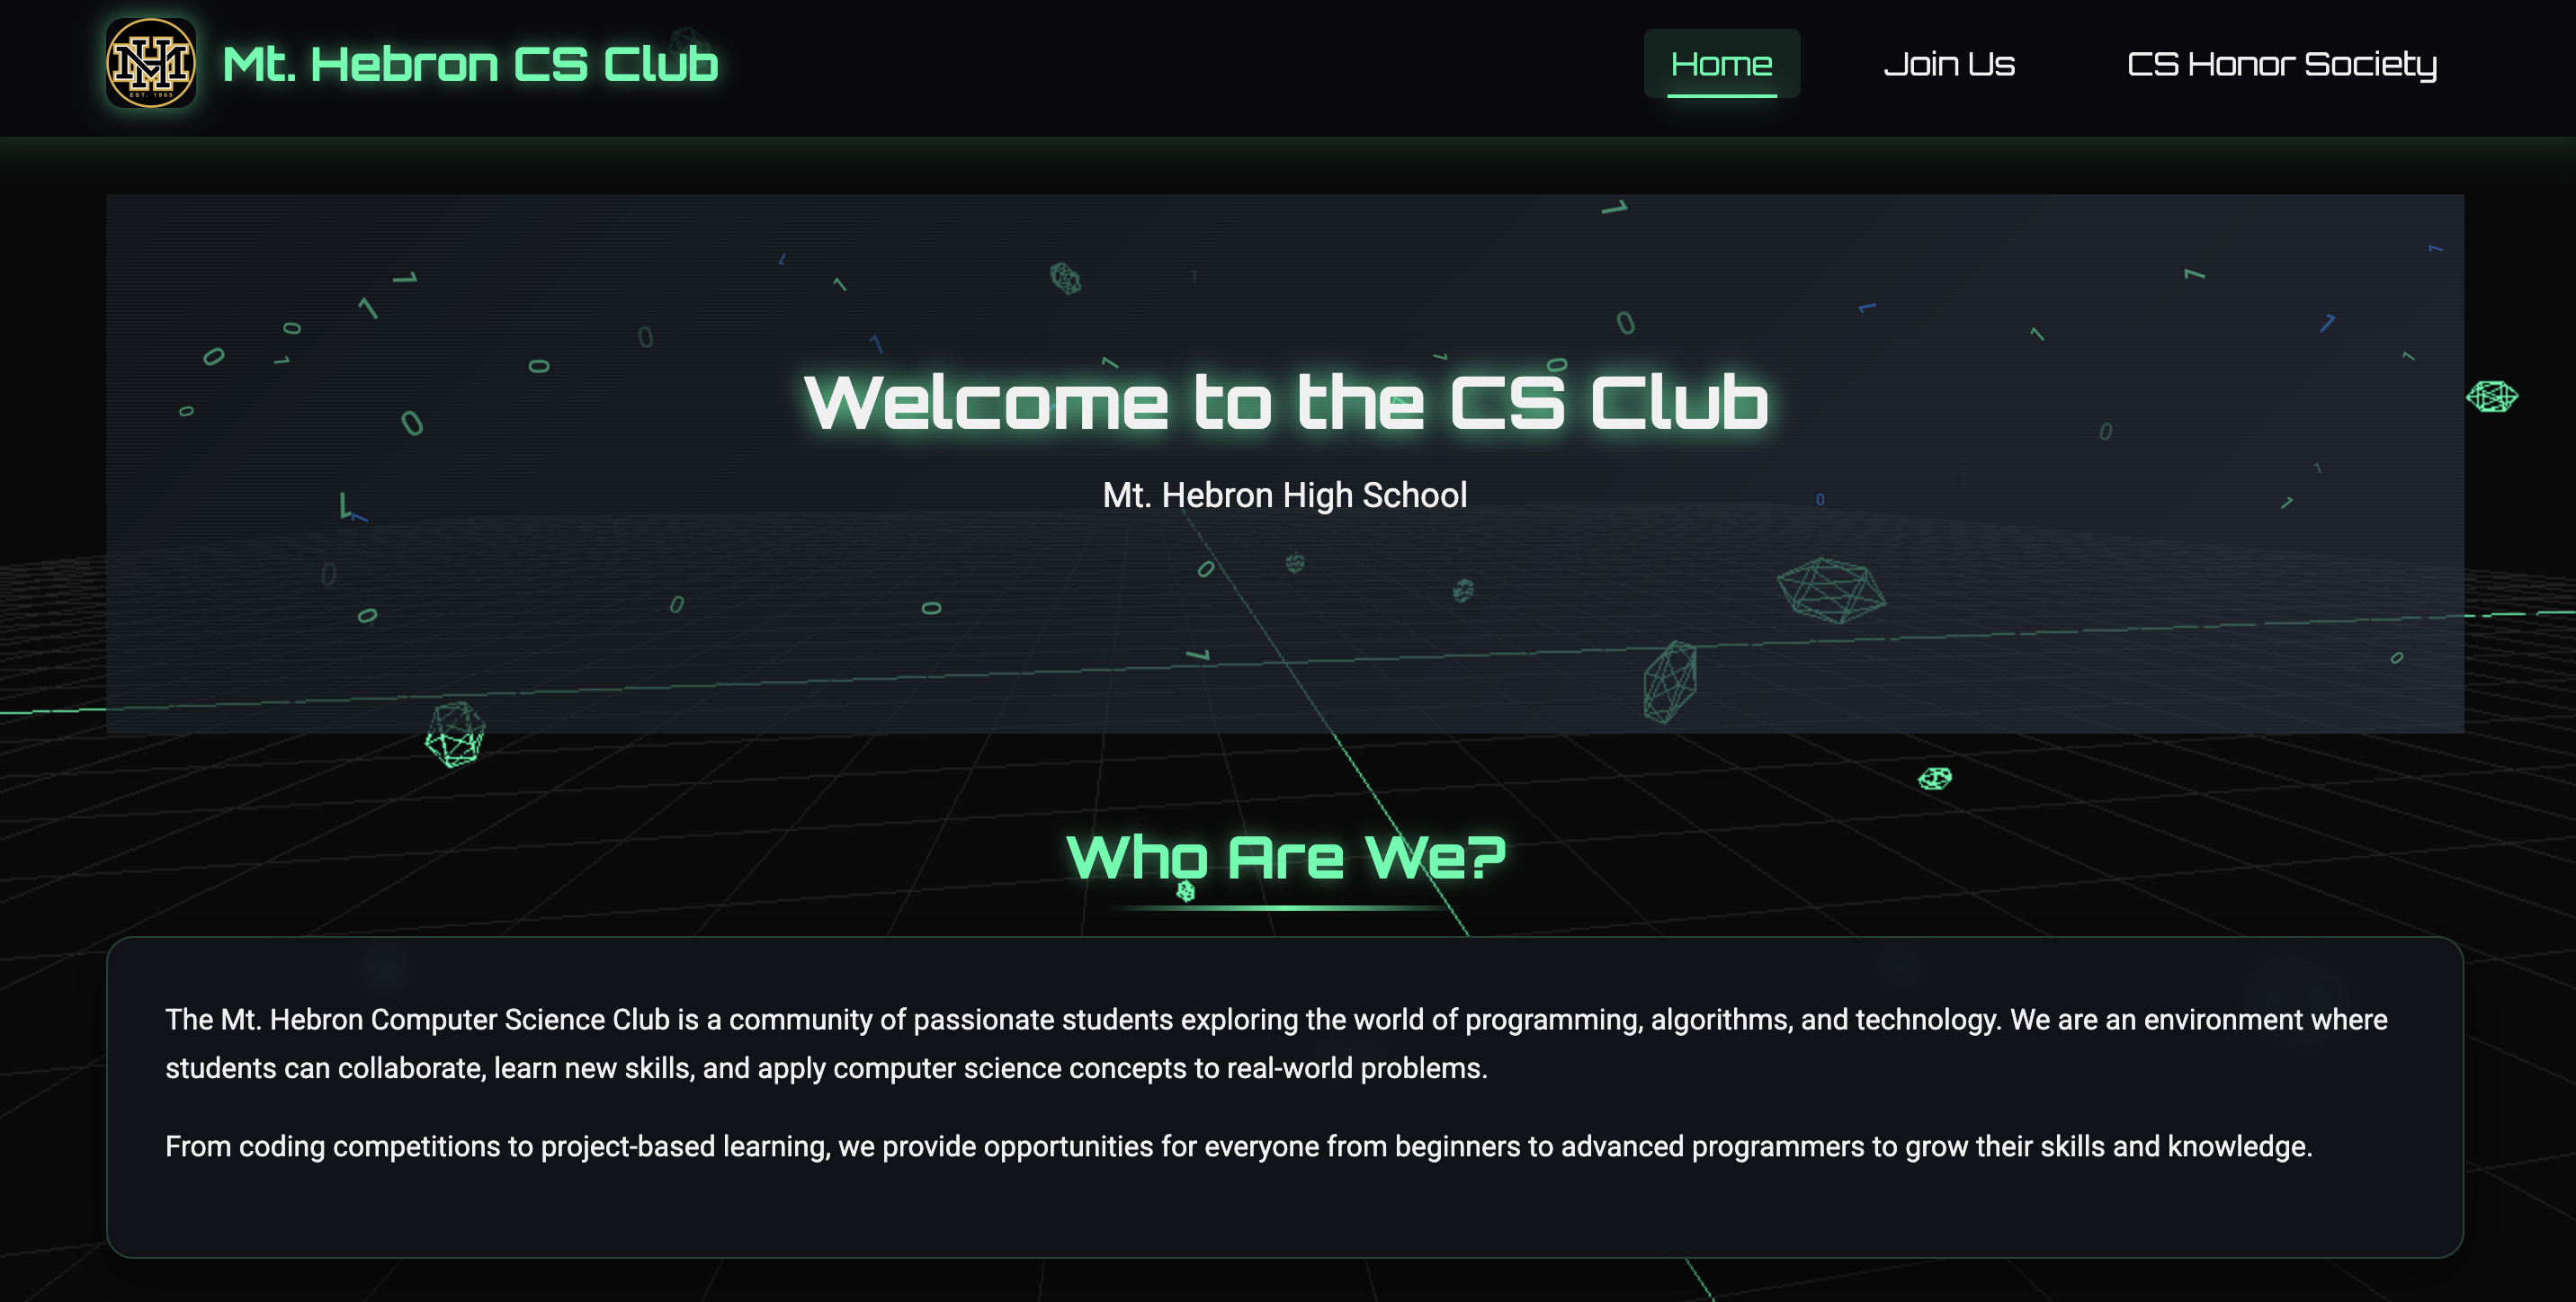 EST. 1965
Mt. Hebron CS Club
Home
Join Us
CS Honor Society
Welcome to the CS Club
Mt. Hebron High School
Who Are We?
The Mt. Hebron Computer Science Club is a community of passionate students exploring the world of programming, algorithms, and technology. We are an environment where
students can collaborate, learn new skills, and apply computer science concepts to real-world problems.
From coding competitions to project-based learning, we provide opportunities for everyone from beginners to advanced programmers to grow their skills and knowledge.